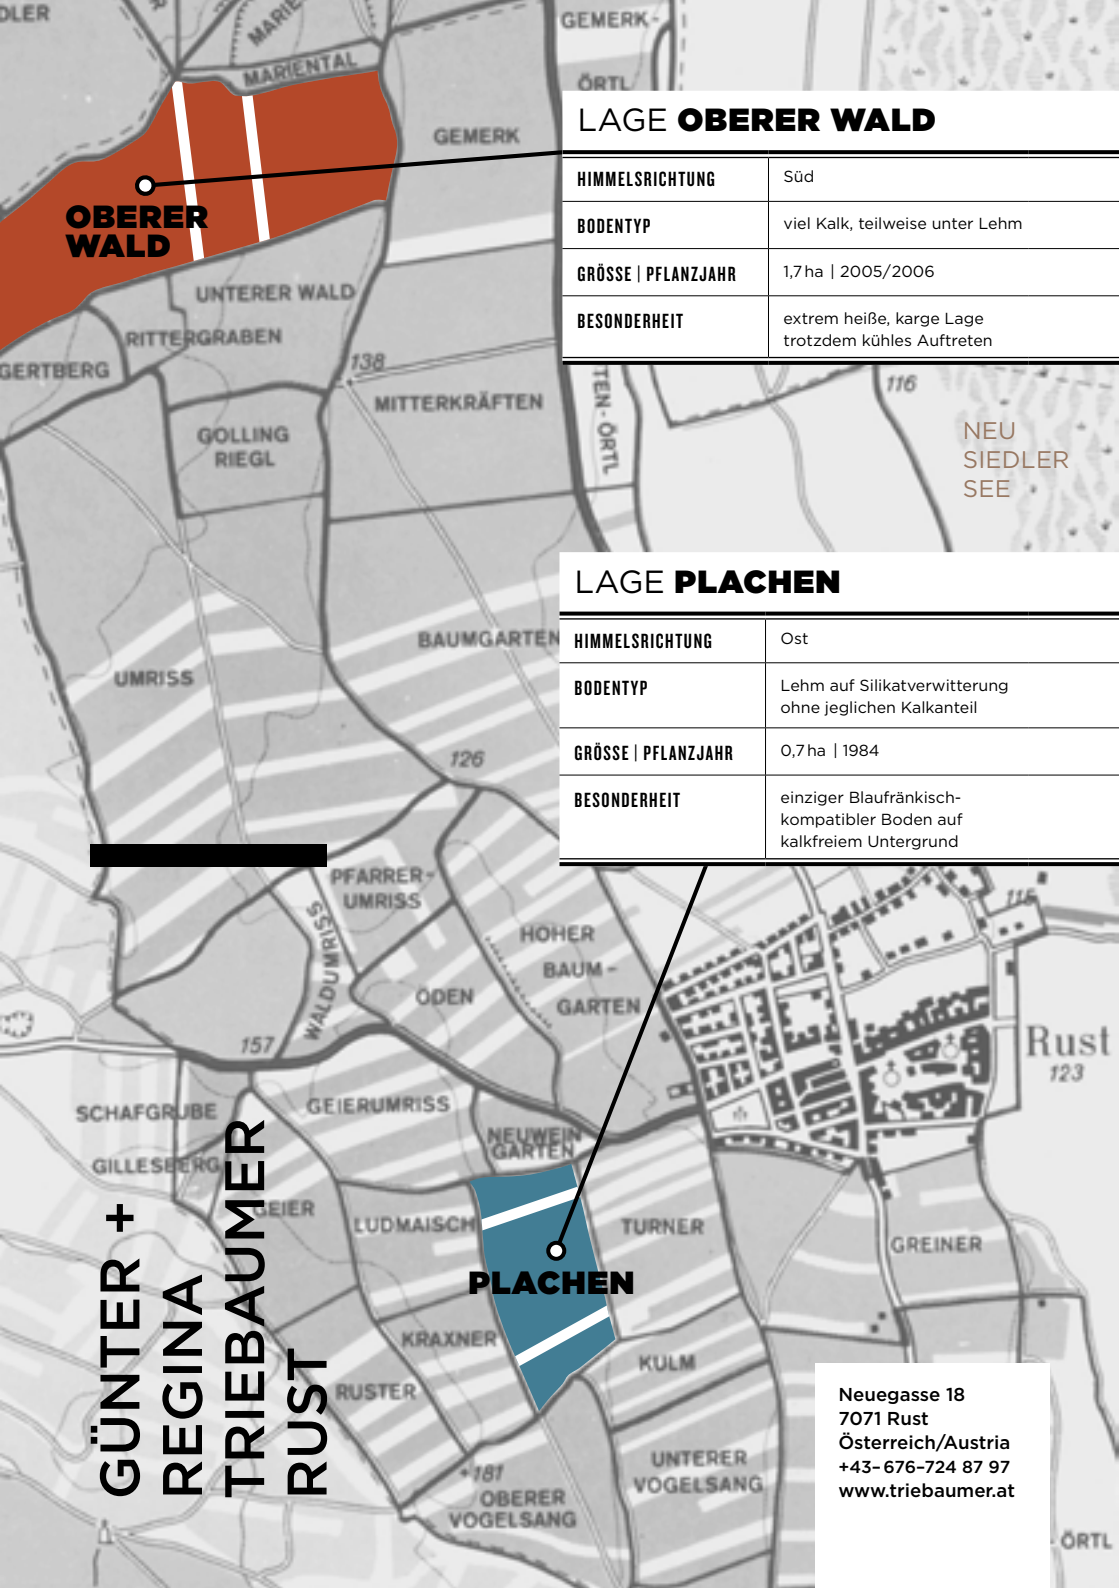 DLER
MARIENTAL
GEMERK-
ÖRTL
GEMERK
LAGE OBERER WALD
HIMMELSRICHTUNG
Süd
BODENTYP
viel Kalk, teilweise unter Lehm
GRÖSSE | PFLANZJAHR
1,7 ha | 2005/2006
BESONDERHEIT
extrem heiße, karge Lage
trotzdem kühles Auftreten
OBERER
WALD
UNTERER WALD
RITTERGRABEN
GERTBERG
138
MITTERKRÄFTEN
GOLLING
RIEGL
TEN-ÖRTL
116
NEU
SIEDLER
SEE
LAGE PLACHEN
HIMMELSRICHTUNG
Ost
BODENTYP
Lehm auf Silikatverwitterung
ohne jeglichen Kalkanteil
GRÖSSE | PFLANZJAHR
0,7 ha | 1984
BESONDERHEIT
einziger Blaufränkisch-
kompatibler Boden auf
kalkfreiem Untergrund
BAUMGARTEN
UMRISS
126
PFARRER-
UMRISS
WALDUMRISS
HOHER
BAUM-
GARTEN
ÖDEN
115
157
Rust
123
SCHAFGRUBE
GEIERUMRISS
NEUWEIN
GARTEN
GILLESBERG
GEIER
LUDMAISCH
TURNER
GREINER
PLACHEN
KRAXNER
KULM
RUSTER
UNTERER
VOGELSANG
181
OBERER
VOGELSANG
ÖRTL
GÜNTER +
REGINA
TRIEBAUMER
RUST
Neuegasse 18
7071 Rust
Österreich/Austria
+43–676–724 87 97
www.triebaumer.at